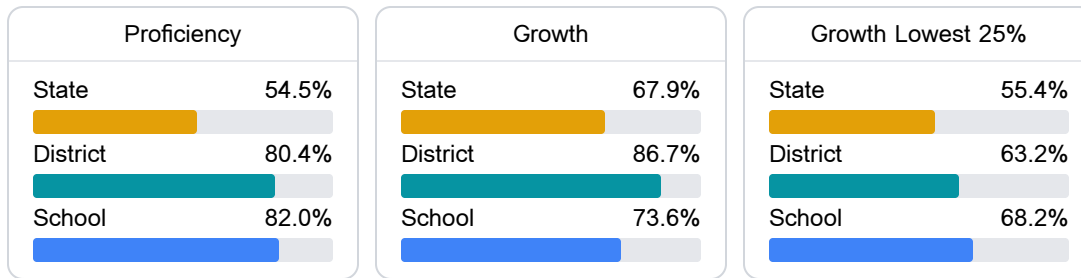 Proficiency
State 54.5%
District 80.4%
School 82.0%
Growth
State 67.9%
District 86.7%
School 73.6%
Growth Lowest 25%
State 55.4%
District 63.2%
School 68.2%